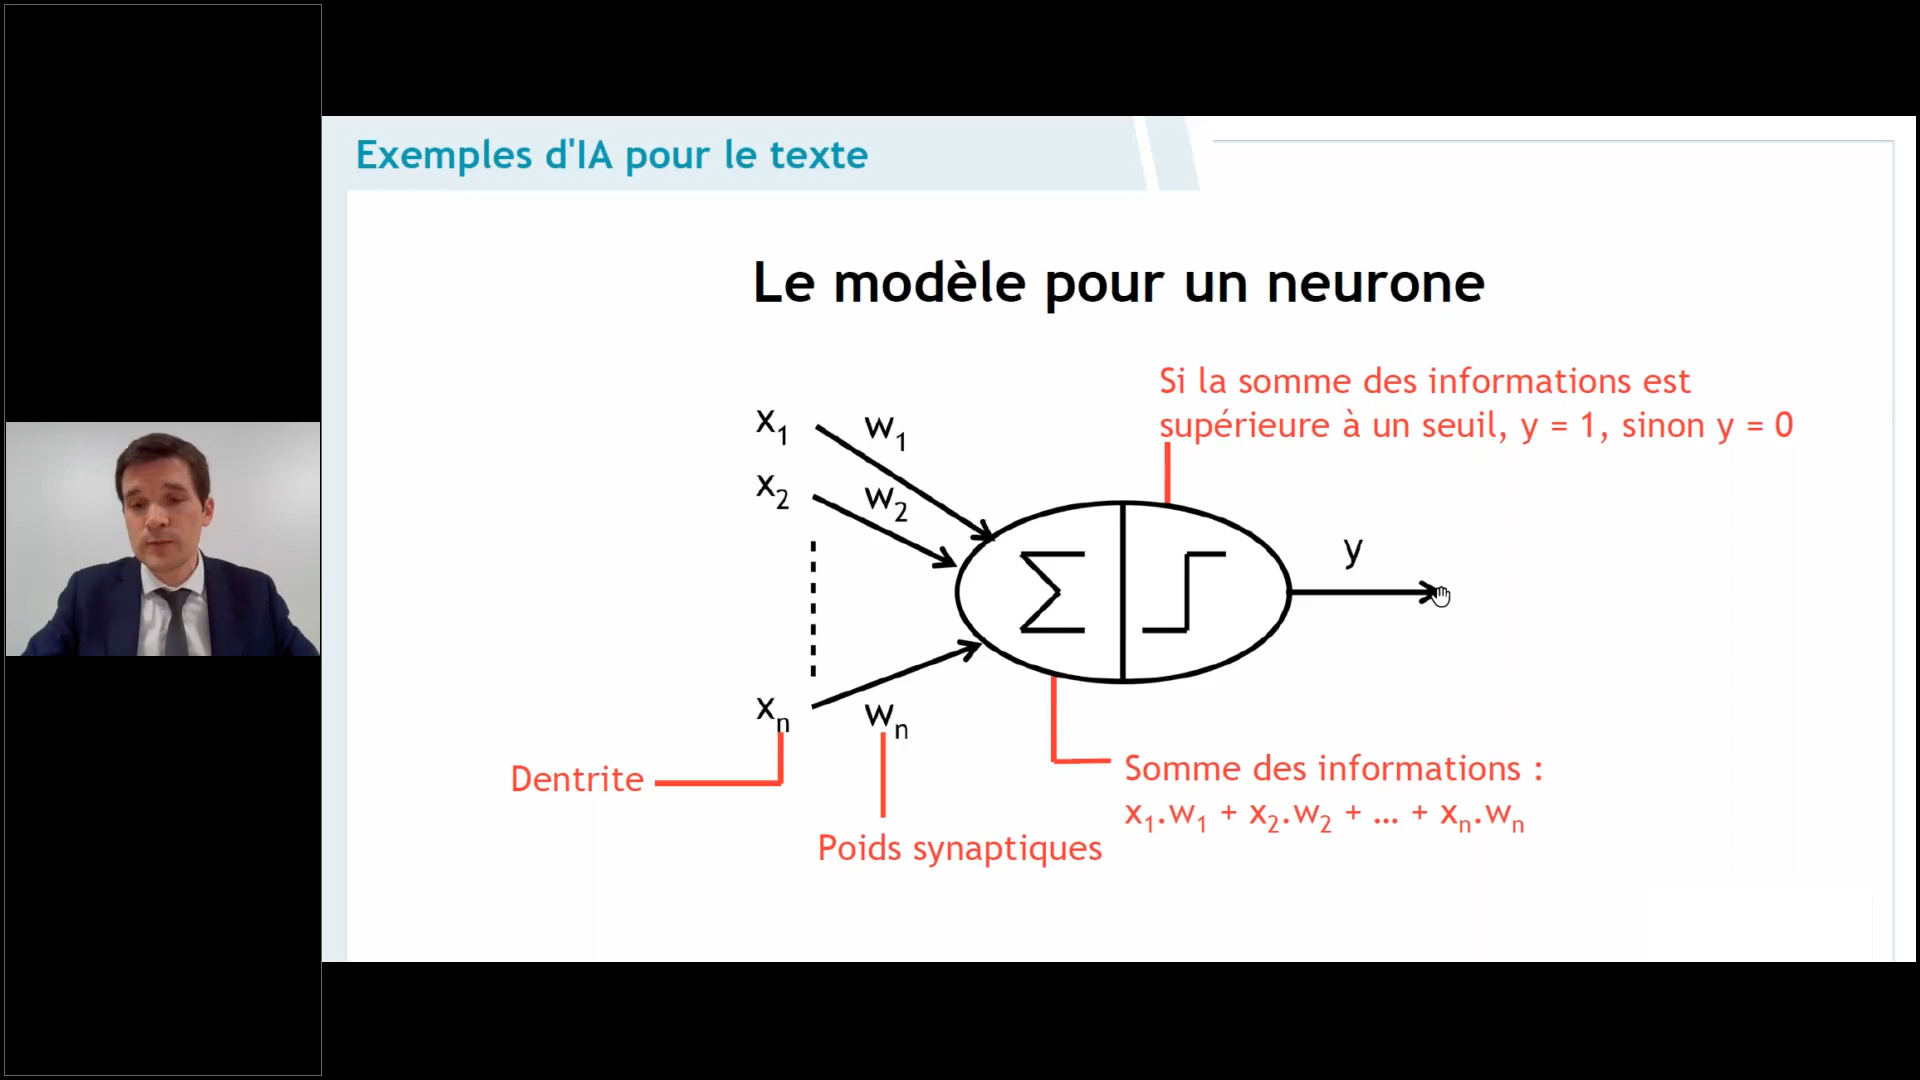 Exemples d'IA pour le texte
Le modèle pour un neurone
Si la somme des informations est
supérieure à un seuil, y = 1, sinon y = 0
x₁ w₁
x₂ w₂
y
xₙ wₙ
Dentrite
Somme des informations :
x₁.w₁ + x₂.w₂ + ... + xₙ.wₙ
Poids synaptiques